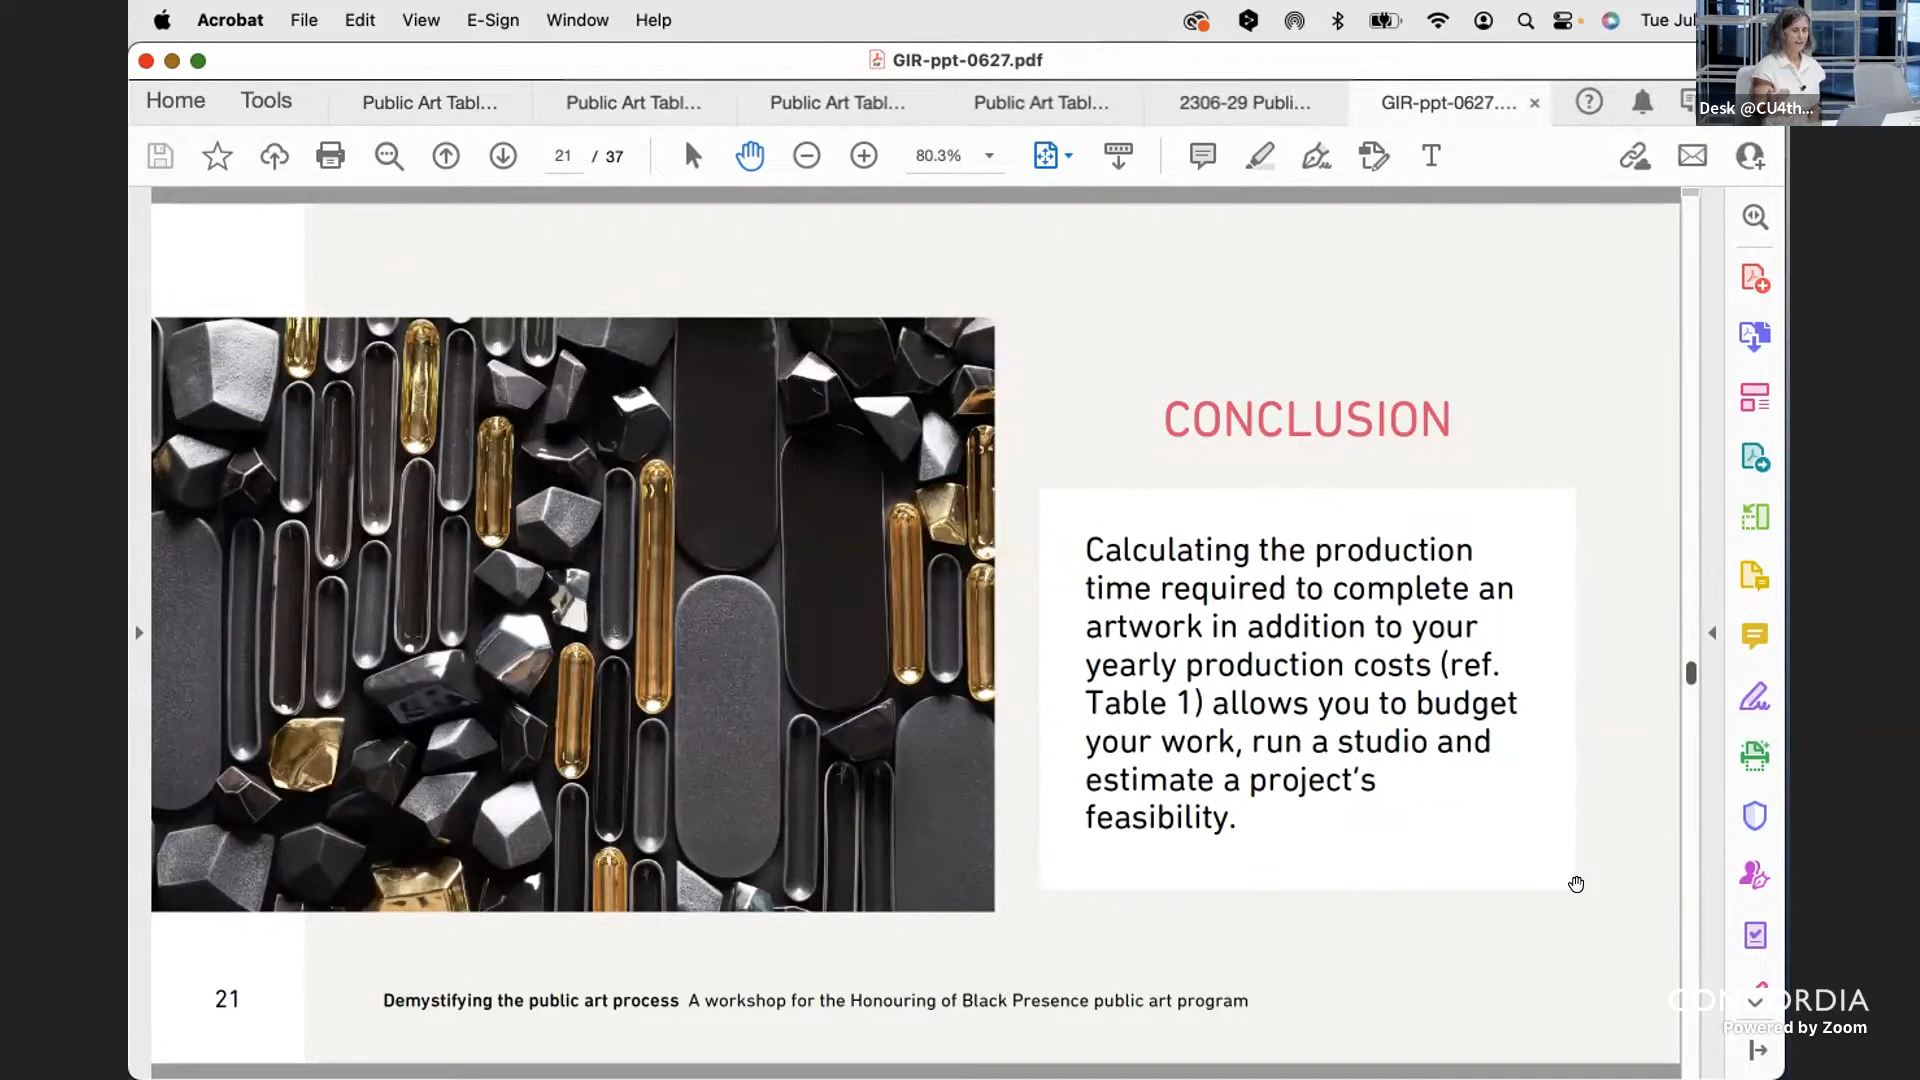 Acrobat File Edit View E-Sign Window Help Tue Jul
GIR-ppt-0627.pdf
Home Tools Public Art Tabl... Public Art Tabl... Public Art Tabl... Public Art Tabl... 2306-29 Publi... GIR-ppt-0627....
Desk @CU4th...
21 / 37 80.3%
CONCLUSION
Calculating the production
time required to complete an
artwork in addition to your
yearly production costs (ref.
Table 1) allows you to budget
your work, run a studio and
estimate a project’s
feasibility.
21 Demystifying the public art process A workshop for the Honouring of Black Presence public art program
CONCORDIA
Powered by Zoom